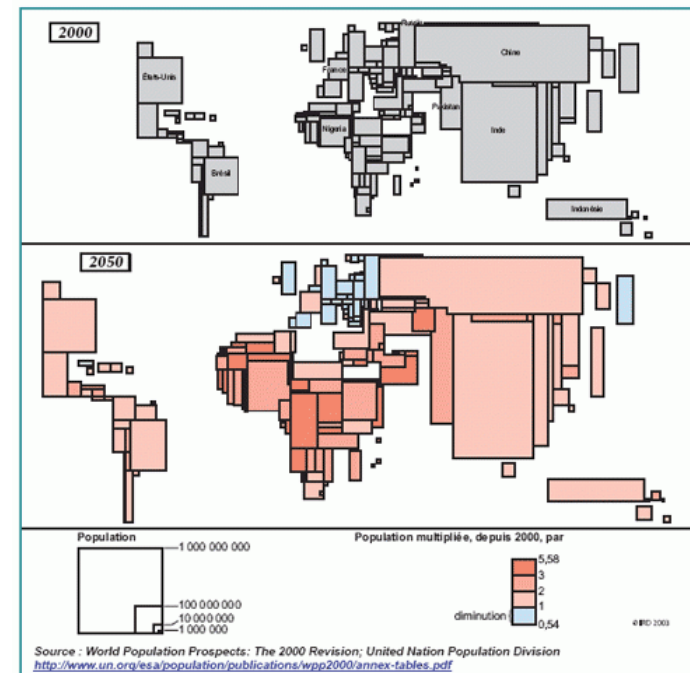 2000
Russie
Chine
États-Unis
France
Pakistan
Nigeria
Inde
Brésil
Indonésie
2050
Population
1 000 000 000
100 000 000
10 000 000
1 000 000
Population multipliée, depuis 2000, par
5,58
3
2
1
diminution
0,54
© IRD 2003
Source : World Population Prospects: The 2000 Revision; United Nation Population Division
http://www.un.org/esa/population/publications/wpp2000/annex-tables.pdf